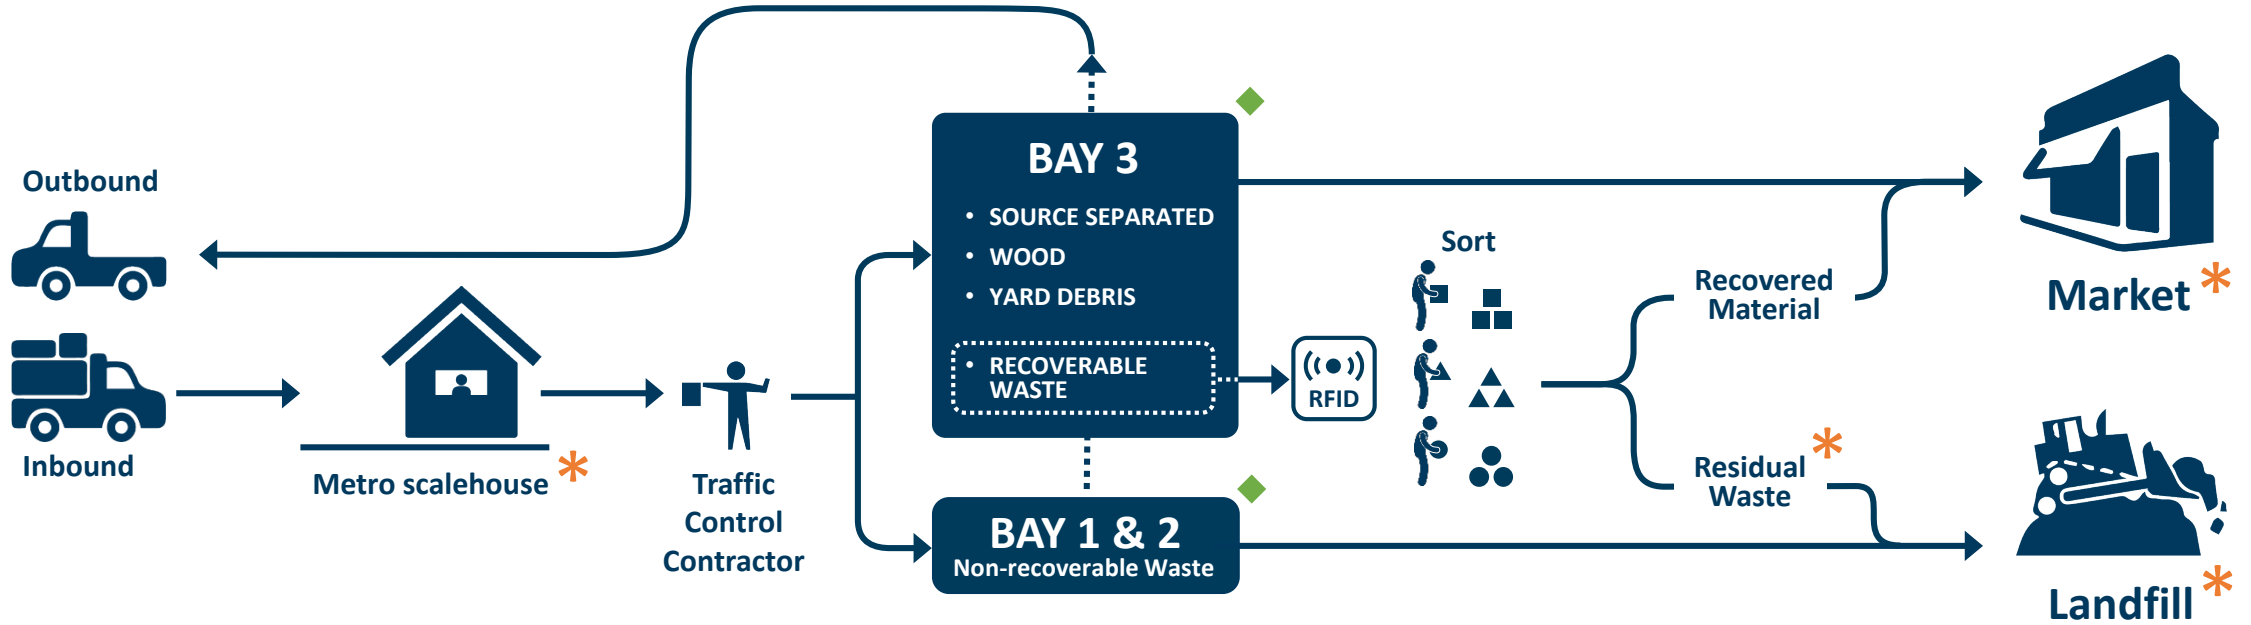 Outbound
Inbound
Metro scalehouse *
Traffic
Control
Contractor
BAY 3
• SOURCE SEPARATED
• WOOD
• YARD DEBRIS
• RECOVERABLE
WASTE
BAY 1 & 2
Non-recoverable Waste
RFID
Sort
Recovered
Material
Residual *
Waste
Market *
Landfill *